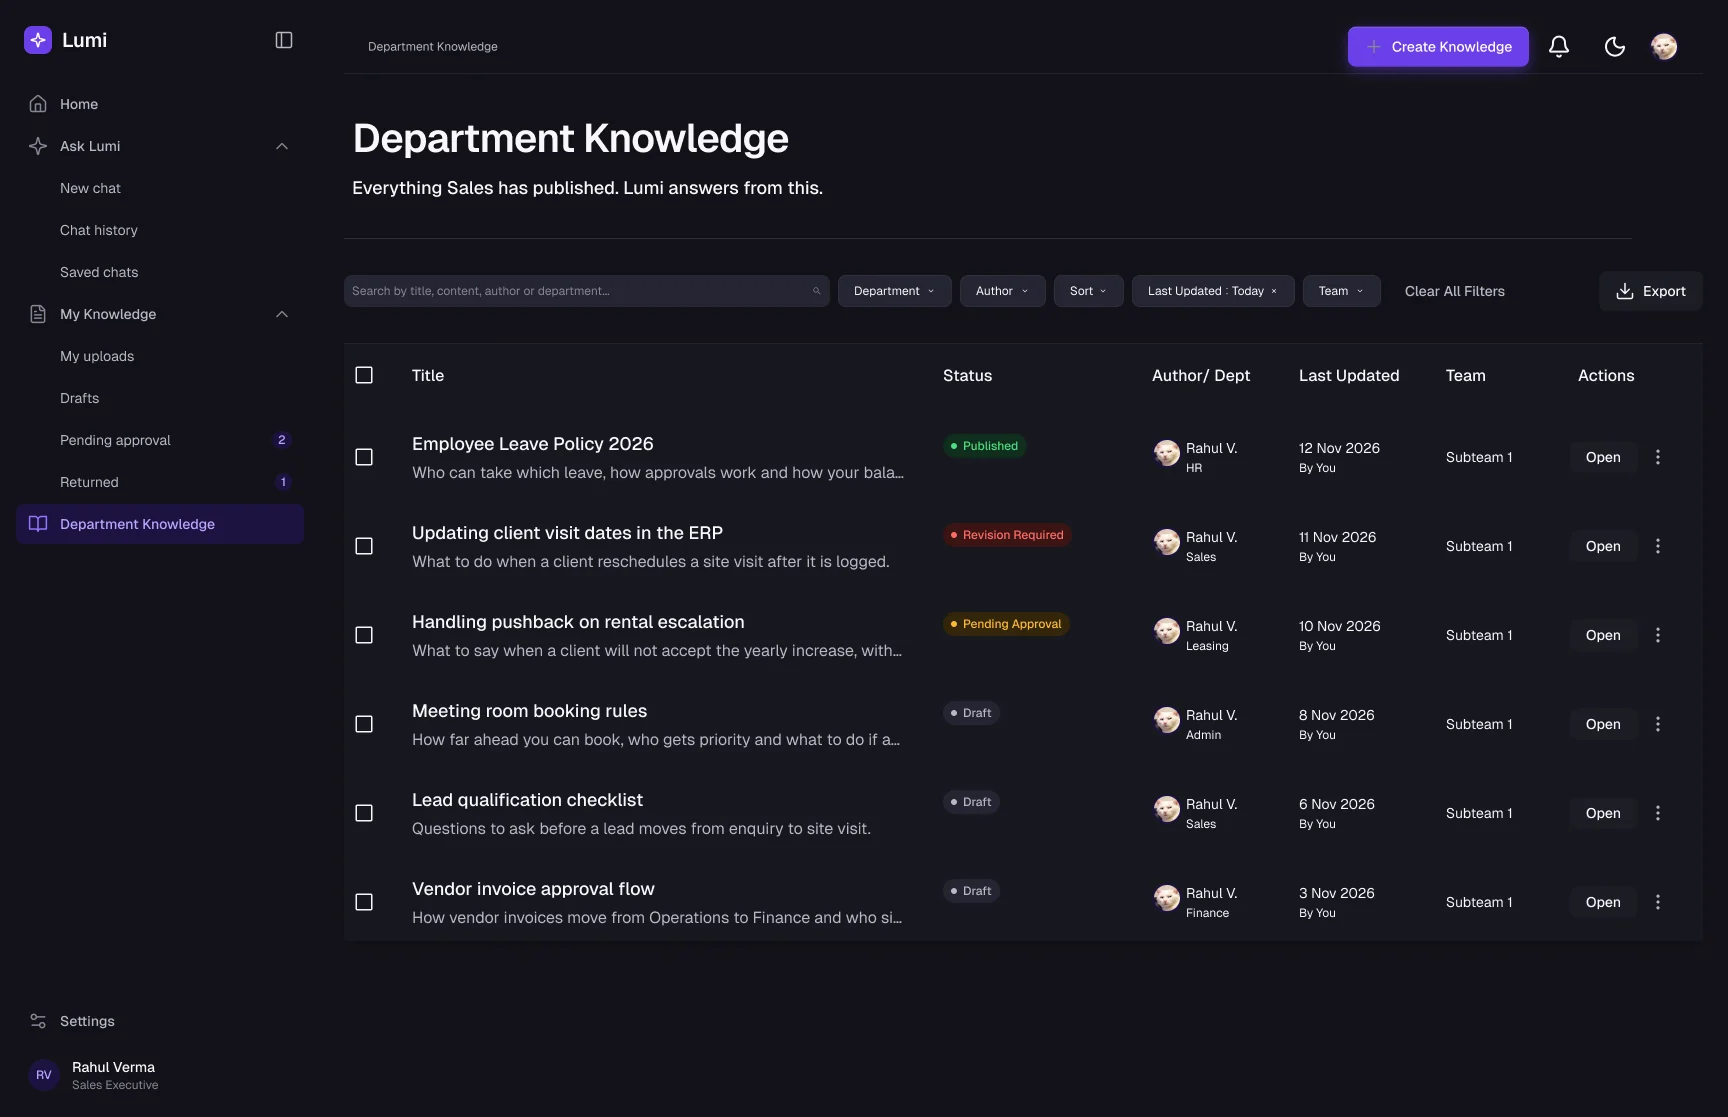 Lumi
Home
Ask Lumi
New chat
Chat history
Saved chats
My Knowledge
My uploads
Drafts
Pending approval 2
Returned 1
Department Knowledge
Settings
RV
Rahul Verma
Sales Executive
Department Knowledge
Create Knowledge
Department Knowledge
Everything Sales has published. Lumi answers from this.
Search by title, content, author or department...
Department
Author
Sort
Last Updated : Today ×
Team
Clear All Filters
Export
Title Status Author/ Dept Last Updated Team Actions
Employee Leave Policy 2026
Who can take which leave, how approvals work and how your bala...
Published
Rahul V.
HR
12 Nov 2026
By You
Subteam 1
Open
Updating client visit dates in the ERP
What to do when a client reschedules a site visit after it is logged.
Revision Required
Rahul V.
Sales
11 Nov 2026
By You
Subteam 1
Open
Handling pushback on rental escalation
What to say when a client will not accept the yearly increase, with...
Pending Approval
Rahul V.
Leasing
10 Nov 2026
By You
Subteam 1
Open
Meeting room booking rules
How far ahead you can book, who gets priority and what to do if a...
Draft
Rahul V.
Admin
8 Nov 2026
By You
Subteam 1
Open
Lead qualification checklist
Questions to ask before a lead moves from enquiry to site visit.
Draft
Rahul V.
Sales
6 Nov 2026
By You
Subteam 1
Open
Vendor invoice approval flow
How vendor invoices move from Operations to Finance and who si...
Draft
Rahul V.
Finance
3 Nov 2026
By You
Subteam 1
Open